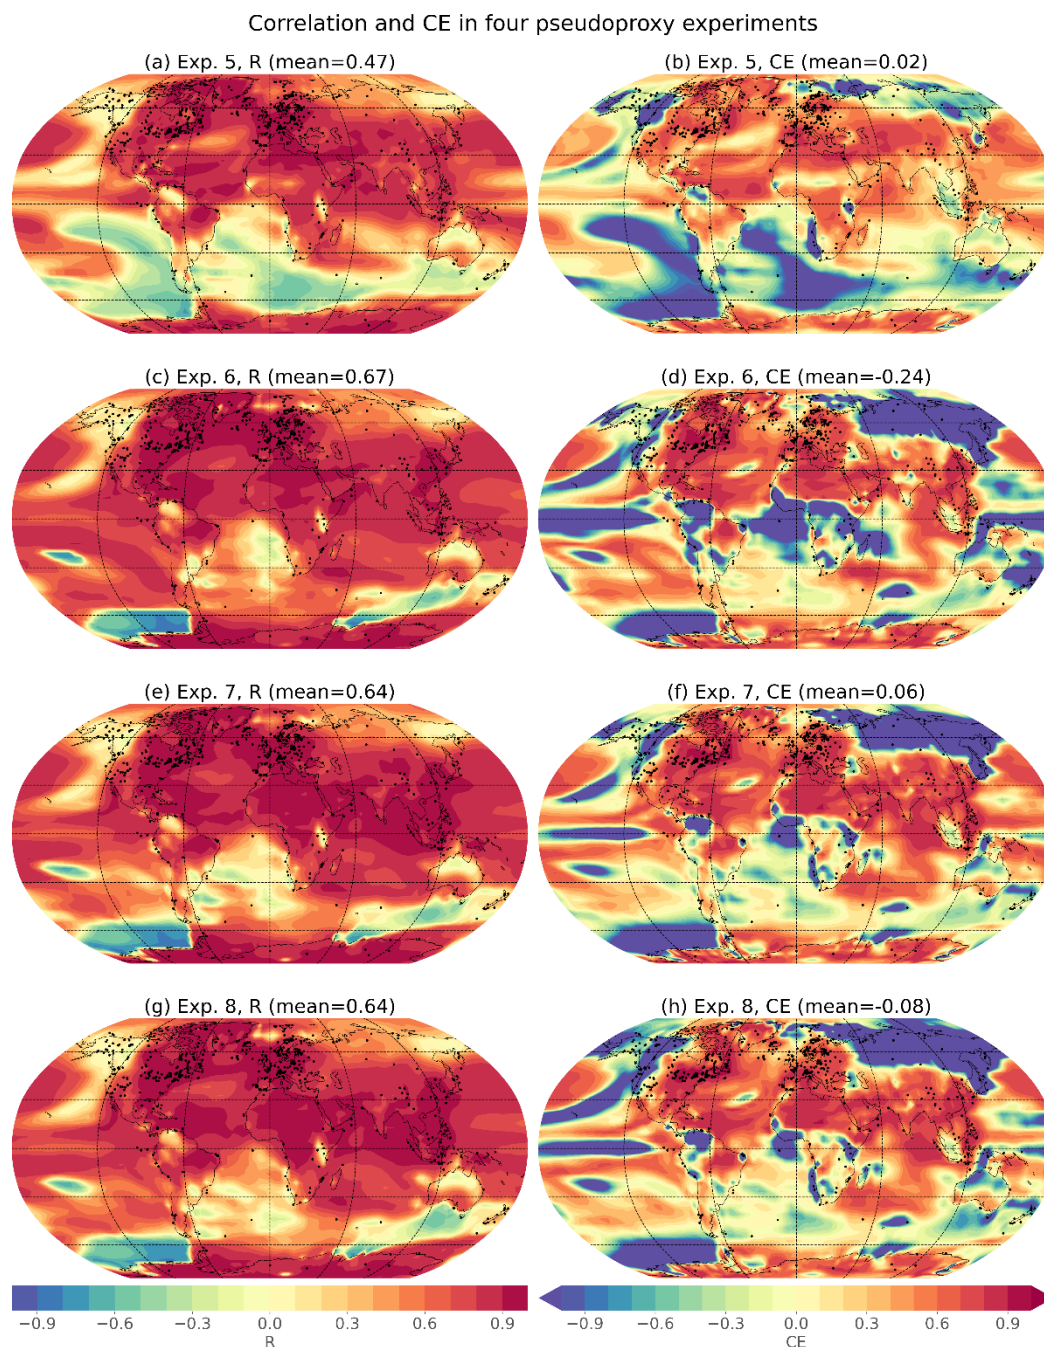 Correlation and CE in four pseudoproxy experiments
(a) Exp. 5, R (mean=0.47)
(b) Exp. 5, CE (mean=0.02)
(c) Exp. 6, R (mean=0.67)
(d) Exp. 6, CE (mean=-0.24)
(e) Exp. 7, R (mean=0.64)
(f) Exp. 7, CE (mean=0.06)
(g) Exp. 8, R (mean=0.64)
(h) Exp. 8, CE (mean=-0.08)
−0.9 −0.6 −0.3 0.0 0.3 0.6 0.9
R
−0.9 −0.6 −0.3 0.0 0.3 0.6 0.9
CE